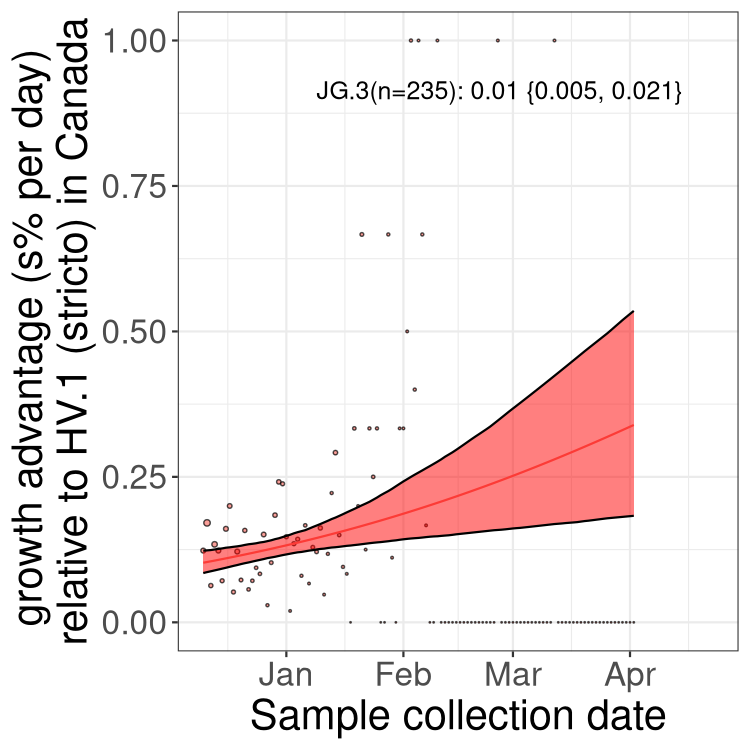 growth advantage (s% per day)
relative to HV.1 (stricto) in Canada
1.00
0.75
0.50
0.25
0.00
JG.3(n=235): 0.01 {0.005, 0.021}
Jan Feb Mar Apr
Sample collection date